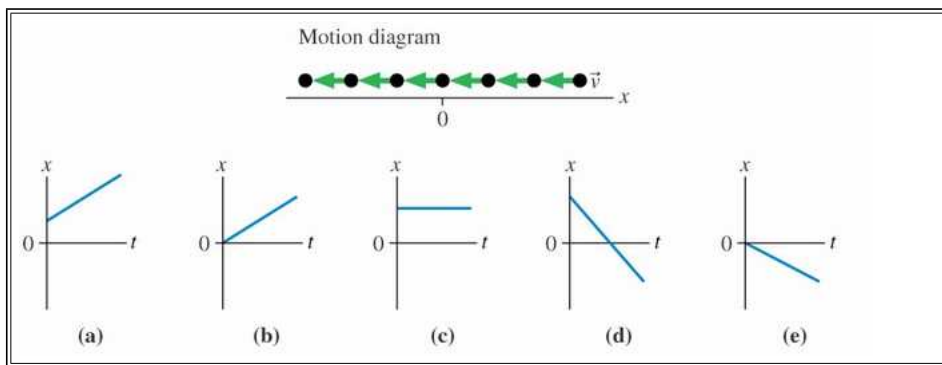 Motion diagram
v⃗
x
0
x x x x x
0 t 0 t 0 t 0 t 0 t
(a) (b) (c) (d) (e)